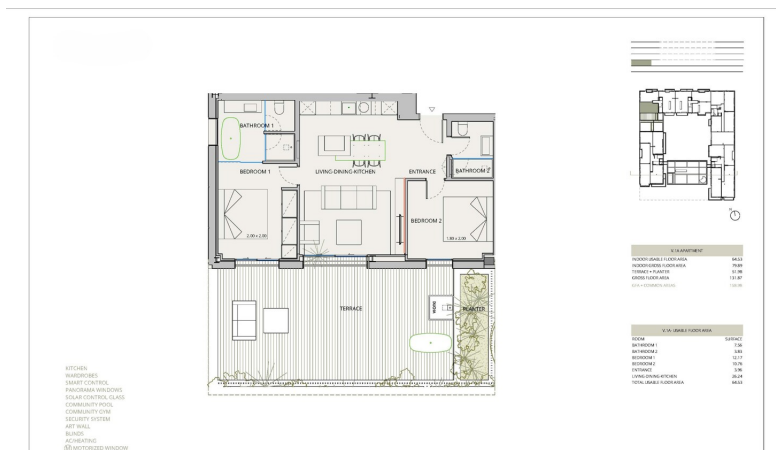 BATHROOM 1
BEDROOM 1
LIVING-DINING-KITCHEN
ENTRANCE
BATHROOM 2
BEDROOM 2
2.00 x 2.00
1.80 x 2.00
TERRACE
PLANTER
KITCHEN
WARDROBES
SMART CONTROL
PANORAMA WINDOWS
SOLAR CONTROL GLASS
COMMUNITY POOL
COMMUNITY GYM
SECURITY SYSTEM
ART WALL
BLINDS
AC/HEATING
MOTORIZED WINDOW
V.1A APARTMENT
INDOOR USABLE FLOOR AREA 64.53
INDOOR GROSS FLOOR AREA 79.89
TERRACE + PLANTER 51.98
GROSS FLOOR AREA 131.87
V.1A- USABLE FLOOR AREA
ROOM SURFACE
BATHROOM 1 7.56
BATHROOM 2 3.83
BEDROOM 1 12.17
BEDROOM 2 10.76
ENTRANCE 3.96
LIVING-DINING-KITCHEN 26.24
TOTAL USABLE FLOOR AREA 64.53